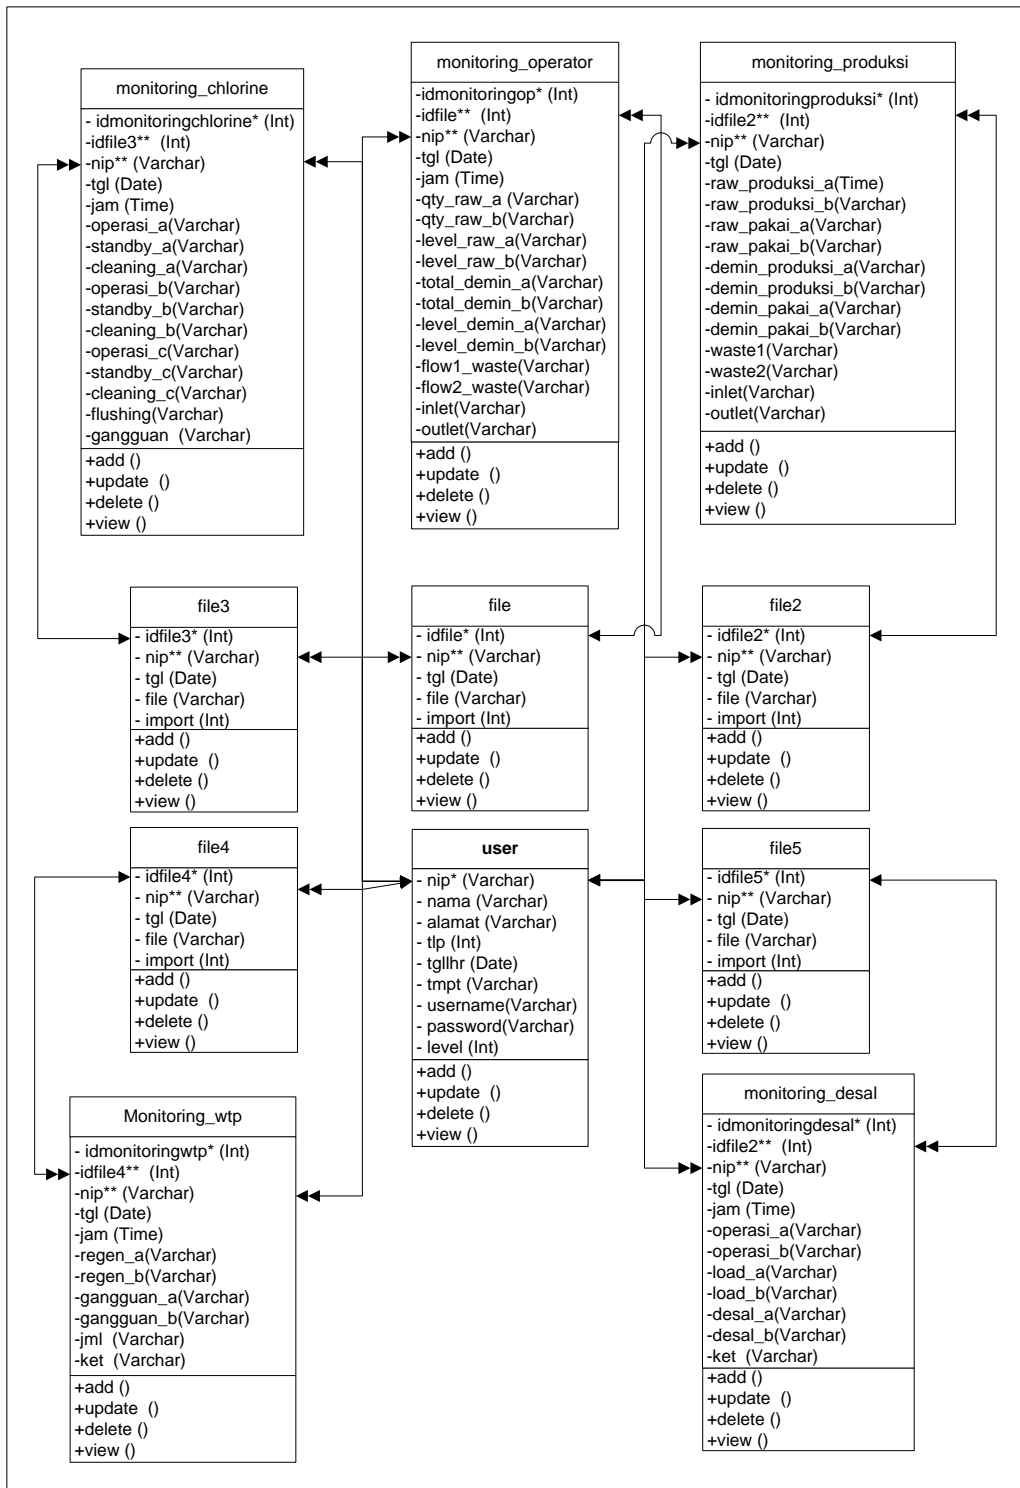 monitoring_chlorine
- idmonitoringchlorine* (Int)
-idfile3** (Int)
-nip** (Varchar)
-tgl (Date)
-jam (Time)
-operasi_a(Varchar)
-standby_a(Varchar)
-cleaning_a(Varchar)
-operasi_b(Varchar)
-standby_b(Varchar)
-cleaning_b(Varchar)
-operasi_c(Varchar)
-standby_c(Varchar)
-cleaning_c(Varchar)
-flushing(Varchar)
-gangguan (Varchar)
+add ()
+update ()
+delete ()
+view ()
monitoring_operator
-idmonitoringop* (Int)
-idfile** (Int)
-nip** (Varchar)
-tgl (Date)
-jam (Time)
-qty_raw_a (Varchar)
-qty_raw_b(Varchar)
-level_raw_a(Varchar)
-level_raw_b(Varchar)
-total_demin_a(Varchar)
-total_demin_b(Varchar)
-level_demin_a(Varchar)
-level_demin_b(Varchar)
-flow1_waste(Varchar)
-flow2_waste(Varchar)
-inlet(Varchar)
-outlet(Varchar)
+add ()
+update ()
+delete ()
+view ()
monitoring_produksi
- idmonitoringproduksi* (Int)
-idfile2** (Int)
-nip** (Varchar)
-tgl (Date)
-raw_produksi_a(Time)
-raw_produksi_b(Varchar)
-raw_pakai_a(Varchar)
-raw_pakai_b(Varchar)
-demin_produksi_a(Varchar)
-demin_produksi_b(Varchar)
-demin_pakai_a(Varchar)
-demin_pakai_b(Varchar)
-waste1(Varchar)
-waste2(Varchar)
-inlet(Varchar)
-outlet(Varchar)
+add ()
+update ()
+delete ()
+view ()
file3
- idfile3* (Int)
- nip** (Varchar)
- tgl (Date)
- file (Varchar)
- import (Int)
+add ()
+update ()
+delete ()
+view ()
file
- idfile* (Int)
- nip** (Varchar)
- tgl (Date)
- file (Varchar)
- import (Int)
+add ()
+update ()
+delete ()
+view ()
file2
- idfile2* (Int)
- nip** (Varchar)
- tgl (Date)
- file (Varchar)
- import (Int)
+add ()
+update ()
+delete ()
+view ()
file4
- idfile4* (Int)
- nip** (Varchar)
- tgl (Date)
- file (Varchar)
- import (Int)
+add ()
+update ()
+delete ()
+view ()
user
- nip* (Varchar)
- nama (Varchar)
- alamat (Varchar)
- tlp (Int)
- tgllhr (Date)
- tmpt (Varchar)
- username(Varchar)
- password(Varchar)
- level (Int)
+add ()
+update ()
+delete ()
+view ()
file5
- idfile5* (Int)
- nip** (Varchar)
- tgl (Date)
- file (Varchar)
- import (Int)
+add ()
+update ()
+delete ()
+view ()
Monitoring_wtp
- idmonitoringwtp* (Int)
-idfile4** (Int)
-nip** (Varchar)
-tgl (Date)
-jam (Time)
-regen_a(Varchar)
-regen_b(Varchar)
-gangguan_a(Varchar)
-gangguan_b(Varchar)
-jml (Varchar)
-ket (Varchar)
+add ()
+update ()
+delete ()
+view ()
monitoring_desal
- idmonitoringdesal* (Int)
-idfile2** (Int)
-nip** (Varchar)
-tgl (Date)
-jam (Time)
-operasi_a(Varchar)
-operasi_b(Varchar)
-load_a(Varchar)
-load_b(Varchar)
-desal_a(Varchar)
-desal_b(Varchar)
-ket (Varchar)
+add ()
+update ()
+delete ()
+view ()